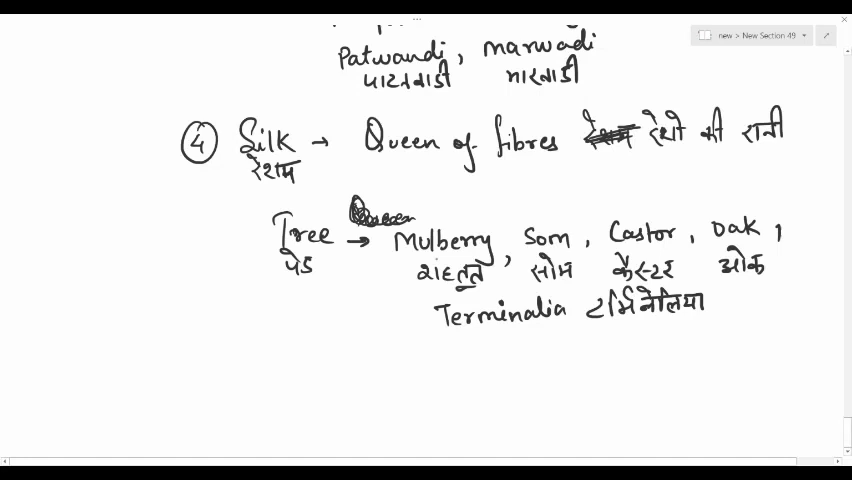 new > New Section 49
Patwandi, Marwadi
पाटनवाडी मारवाडी
④ Silk → Queen of fibres रेशो की रानी
रेशम
Tree → Mulberry, Som, Castor, Oak,
पेड शहतुत सोम केस्टर ओक
Terminalia टर्मिनेलिया